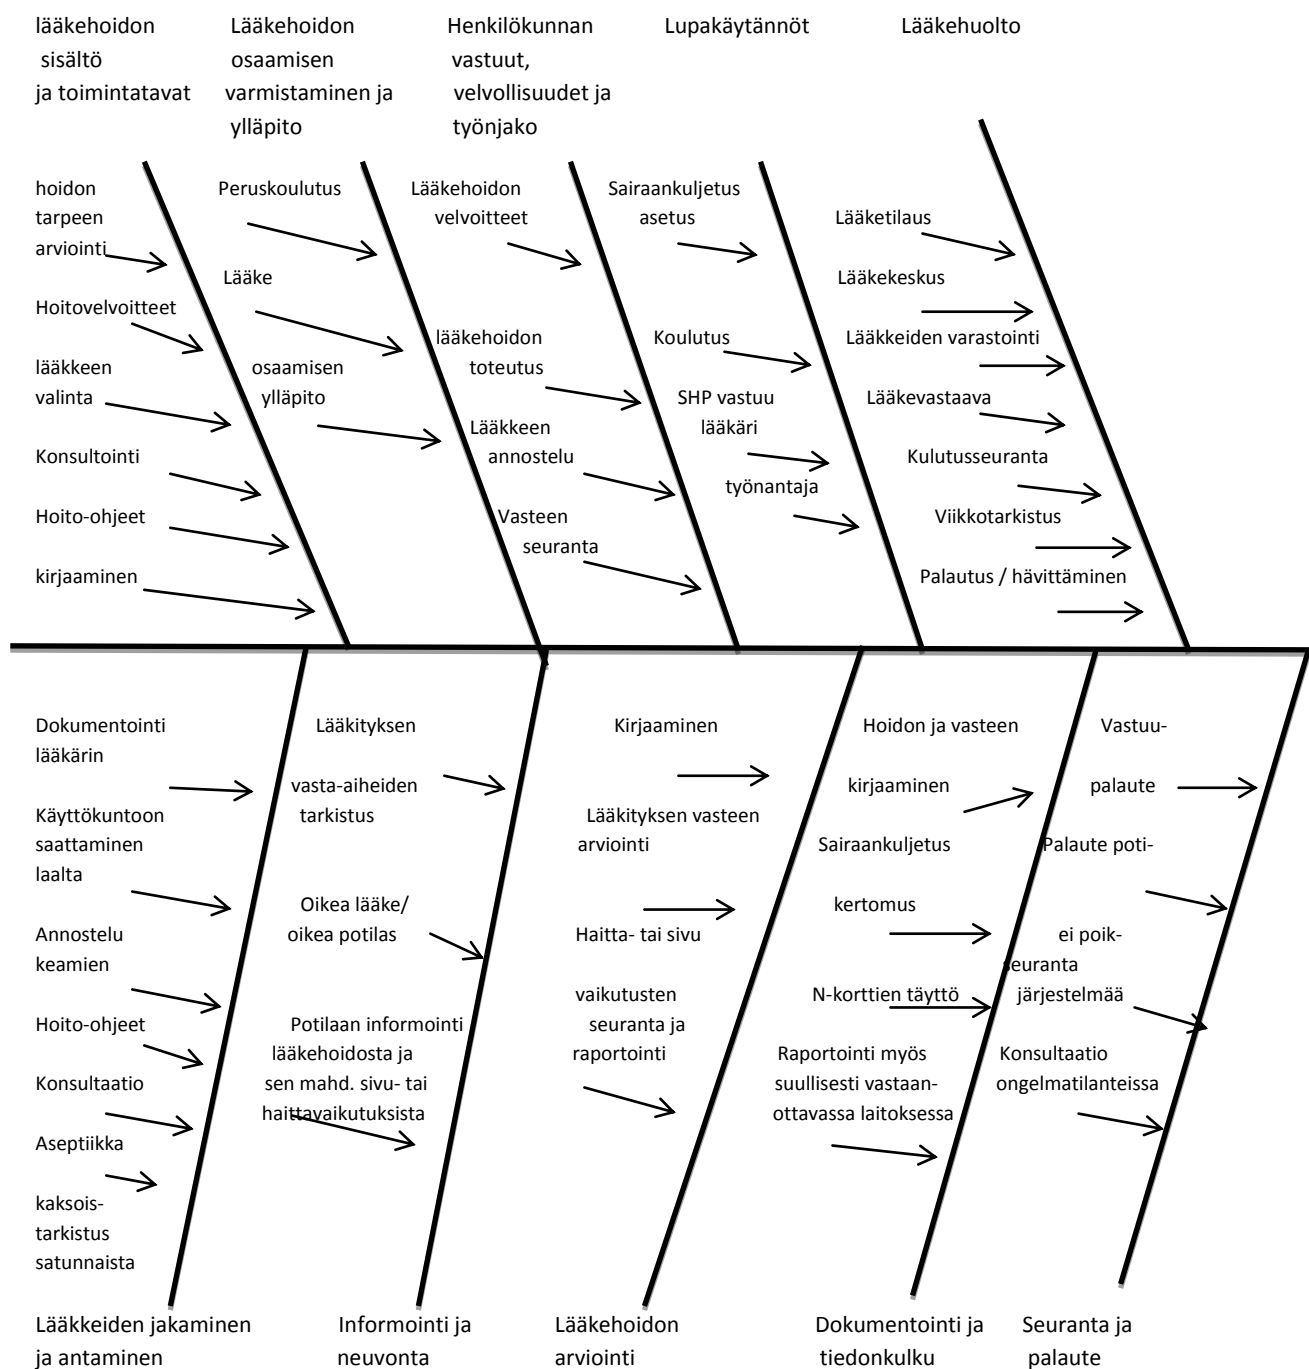 lääkehoidon
sisältö
ja toimintatavat
Lääkehoidon
osaamisen
varmistaminen ja
ylläpito
Henkilökunnan
vastuut,
velvollisuudet ja
työnjako
Lupakäytännöt
Lääkehuolto
hoidon
tarpeen
arviointi
Hoitovelvoitteet
lääkkeen
valinta
Konsultointi
Hoito-ohjeet
kirjaaminen
Peruskoulutus
Lääke
osaamisen
ylläpito
Lääkehoidon
velvoitteet
lääkehoidon
toteutus
Lääkkeen
annostelu
Vasteen
seuranta
Sairaankuljetus
asetus
Koulutus
SHP vastuu
lääkäri
työnantaja
Lääketilaus
Lääkekeskus
Lääkkeiden varastointi
Lääkevastaava
Kulutusseuranta
Viikkotarkistus
Palautus / hävittäminen
Dokumentointi
lääkärin
Käyttökuntoon
saattaminen
laalta
Annostelu
keamien
Hoito-ohjeet
Konsultaatio
Aseptiikka
kaksois-
tarkistus
satunnaista
Lääkityksen
vasta-aiheiden
tarkistus
Oikea lääke/
oikea potilas
Potilaan informointi
lääkehoidosta ja
sen mahd. sivu- tai
haittavaikutuksista
Kirjaaminen
Lääkityksen vasteen
arviointi
Haitta- tai sivu
vaikutusten
seuranta ja
raportointi
Hoidon ja vasteen
kirjaaminen
Sairaankuljetus
kertomus
N-korttien täyttö
Raportointi myös
suullisesti vastaan-
ottavassa laitoksessa
Vastuu-
palaute
Palaute poti-
ei poik-
seuranta
järjestelmää
Konsultaatio
ongelmatilanteissa
Lääkkeiden jakaminen
ja antaminen
Informointi ja
neuvonta
Lääkehoidon
arviointi
Dokumentointi ja
tiedonkulku
Seuranta ja
palaute